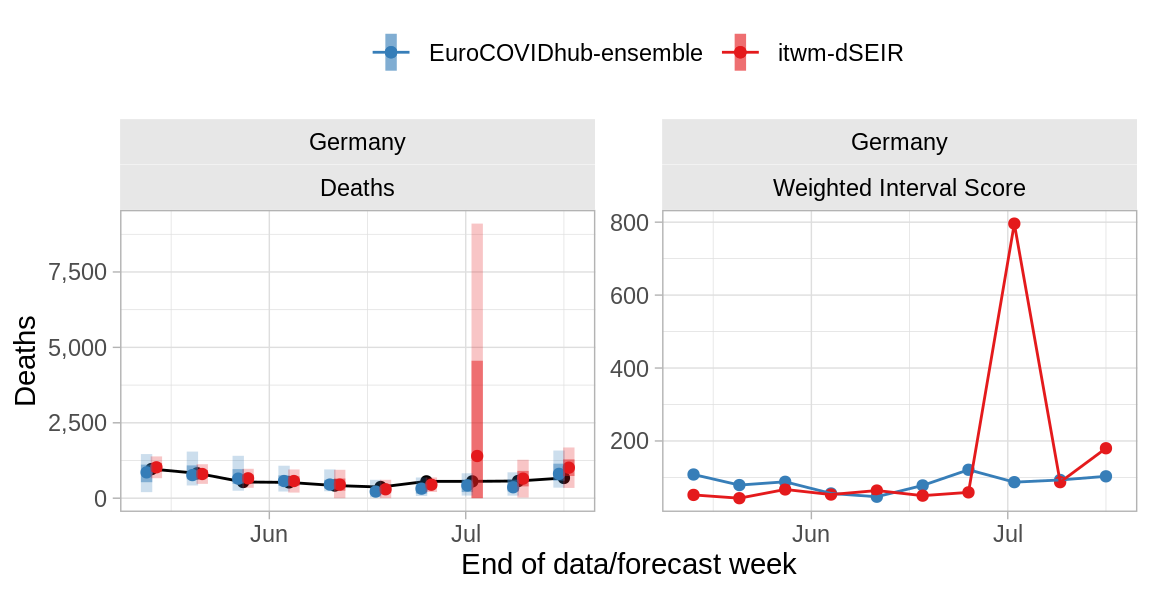 EuroCOVIDhub-ensemble itwm-dSEIR
Germany
Deaths
Germany
Weighted Interval Score
Deaths
7,500
5,000
2,500
0
800
600
400
200
Jun Jul
Jun Jul
End of data/forecast week